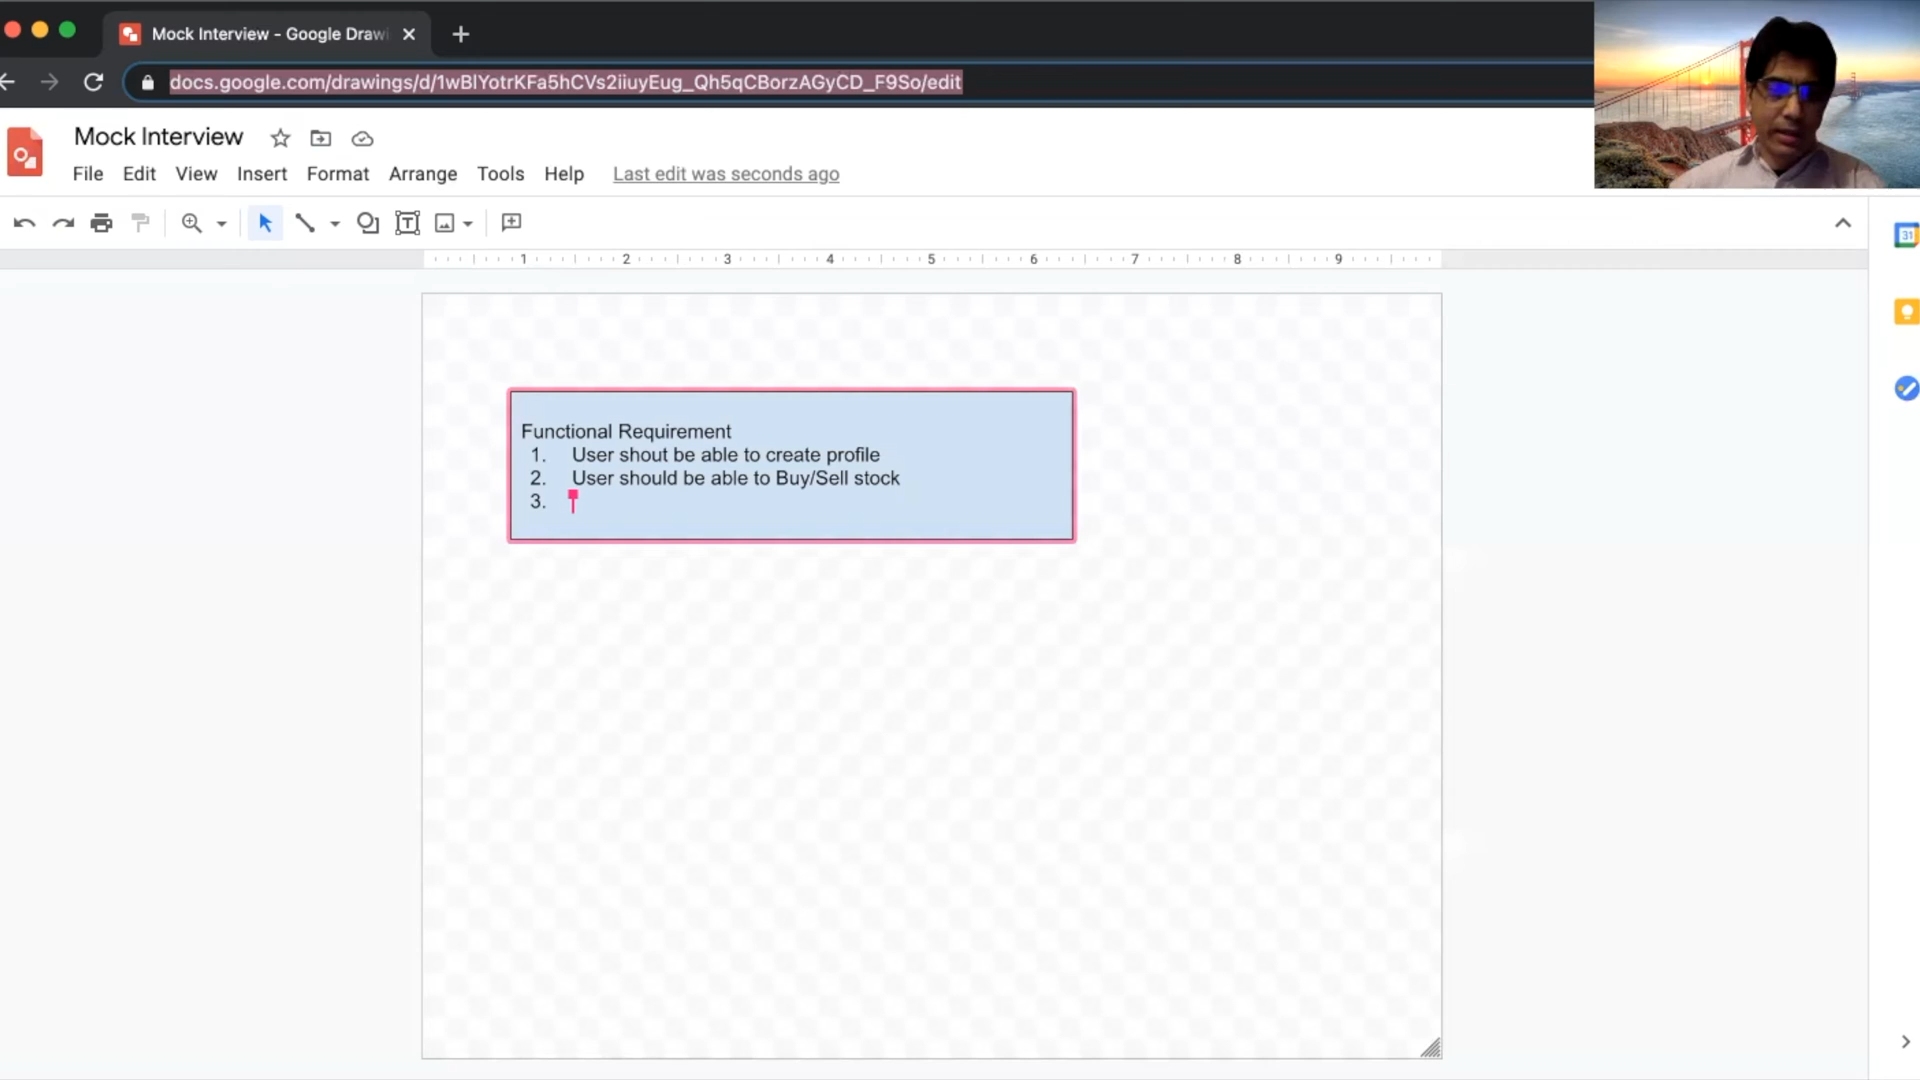 Mock Interview - Google Drawi
docs.google.com/drawings/d/1wBlYotrKFa5hCVs2iiuyEug_Qh5qCBorzAGyCD_F9So/edit
Mock Interview
File Edit View Insert Format Arrange Tools Help Last edit was seconds ago
1 2 3 4 5 6 7 8 9
31
Functional Requirement
1. User shout be able to create profile
2. User should be able to Buy/Sell stock
3.